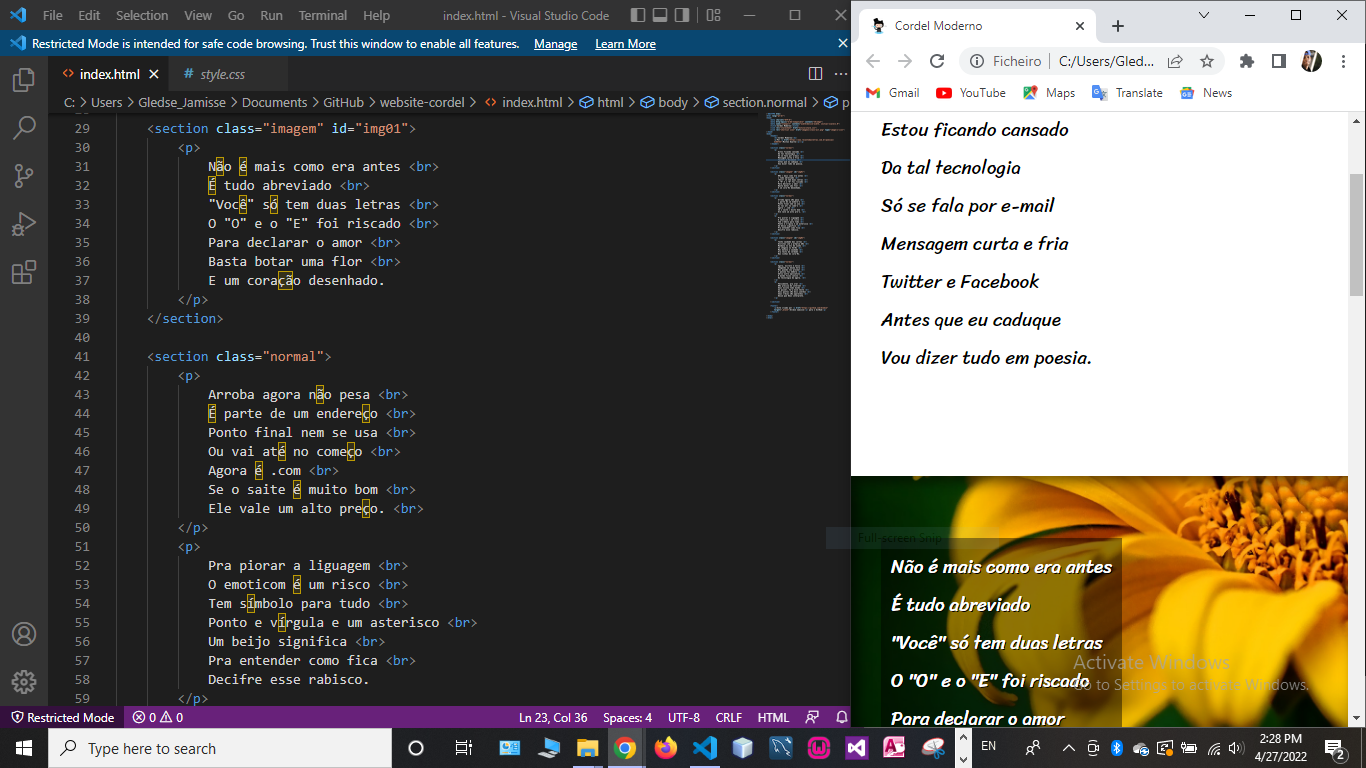 File Edit Selection View Go Run Terminal Help index.html - Visual Studio Code
Restricted Mode is intended for safe code browsing. Trust this window to enable all features. Manage Learn More
index.html
# style.css
C: > Users > Gledse_Jamisse > Documents > GitHub > website-cordel > <> index.html > html > body > section.normal > p
29 <section class="imagem" id="img01">
30 <p>
31 Não é mais como era antes <br>
32 É tudo abreviado <br>
33 "Você" só tem duas letras <br>
34 O "O" e o "E" foi riscado <br>
35 Para declarar o amor <br>
36 Basta botar uma flor <br>
37 E um coração desenhado.
38 </p>
39 </section>
40
41 <section class="normal">
42 <p>
43 Arroba agora não pesa <br>
44 É parte de um endereço <br>
45 Ponto final nem se usa <br>
46 Ou vai até no começo <br>
47 Agora é .com <br>
48 Se o saite é muito bom <br>
49 Ele vale um alto preço. <br>
50 </p>
51 <p>
52 Pra piorar a liguagem <br>
53 O emoticom é um risco <br>
54 Tem símbolo para tudo <br>
55 Ponto e vírgula e um asterisco <br>
56 Um beijo significa <br>
57 Pra entender como fica <br>
58 Decifre esse rabisco.
59 </p>
Restricted Mode 0 0 Ln 23, Col 36 Spaces: 4 UTF-8 CRLF HTML
Cordel Moderno
Ficheiro | C:/Users/Gled...
Gmail YouTube Maps Translate News
Estou ficando cansado
Da tal tecnologia
Só se fala por e-mail
Mensagem curta e fria
Twitter e Facebook
Antes que eu caduque
Vou dizer tudo em poesia.
Full-screen Snip
Não é mais como era antes
É tudo abreviado
"Você" só tem duas letras
O "O" e o "E" foi riscado
Para declarar o amor
Activate Windows
Go to Settings to activate Windows.
Type here to search
EN
2:28 PM
4/27/2022
2